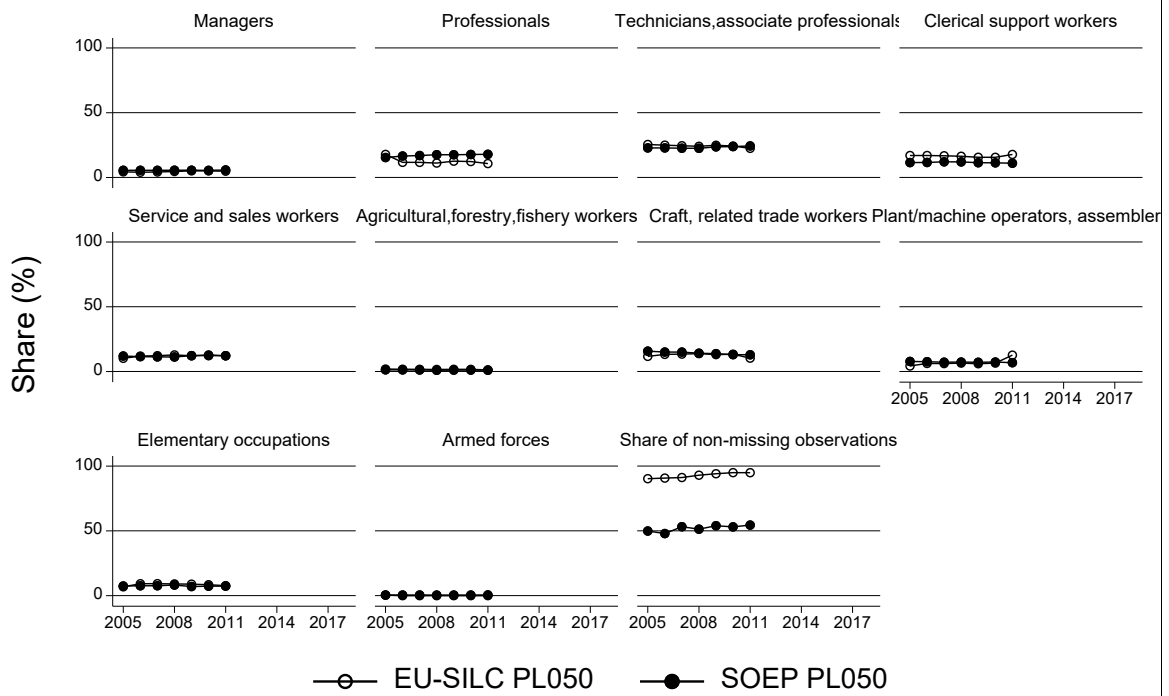 Managers Professionals Technicians,associate professionals Clerical support workers
100
50
0
Service and sales workers Agricultural,forestry,fishery workers Craft, related trade workers Plant/machine operators, assembler
100
50
0
2005 2008 2011 2014 2017
Elementary occupations Armed forces Share of non-missing observations
100
50
0
2005 2008 2011 2014 2017 2005 2008 2011 2014 2017 2005 2008 2011 2014 2017
Share (%)
EU-SILC PL050 SOEP PL050